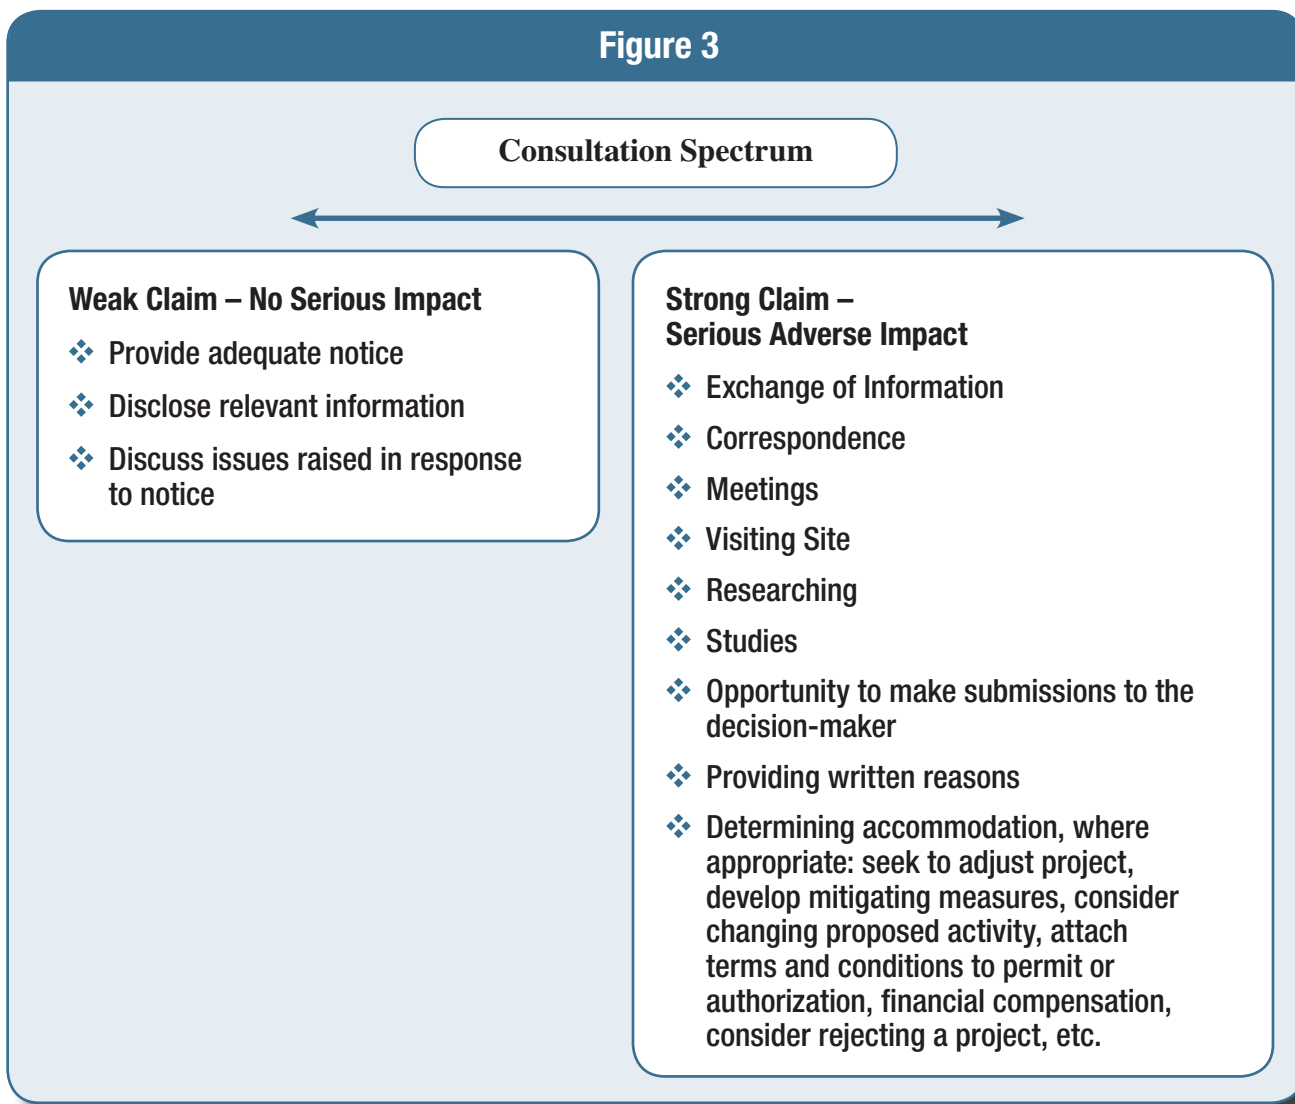 Figure 3
Consultation Spectrum
Weak Claim – No Serious Impact
Provide adequate notice
Disclose relevant information
Discuss issues raised in response
to notice
Strong Claim –
Serious Adverse Impact
Exchange of Information
Correspondence
Meetings
Visiting Site
Researching
Studies
Opportunity to make submissions to the
decision-maker
Providing written reasons
Determining accommodation, where
appropriate: seek to adjust project,
develop mitigating measures, consider
changing proposed activity, attach
terms and conditions to permit or
authorization, financial compensation,
consider rejecting a project, etc.